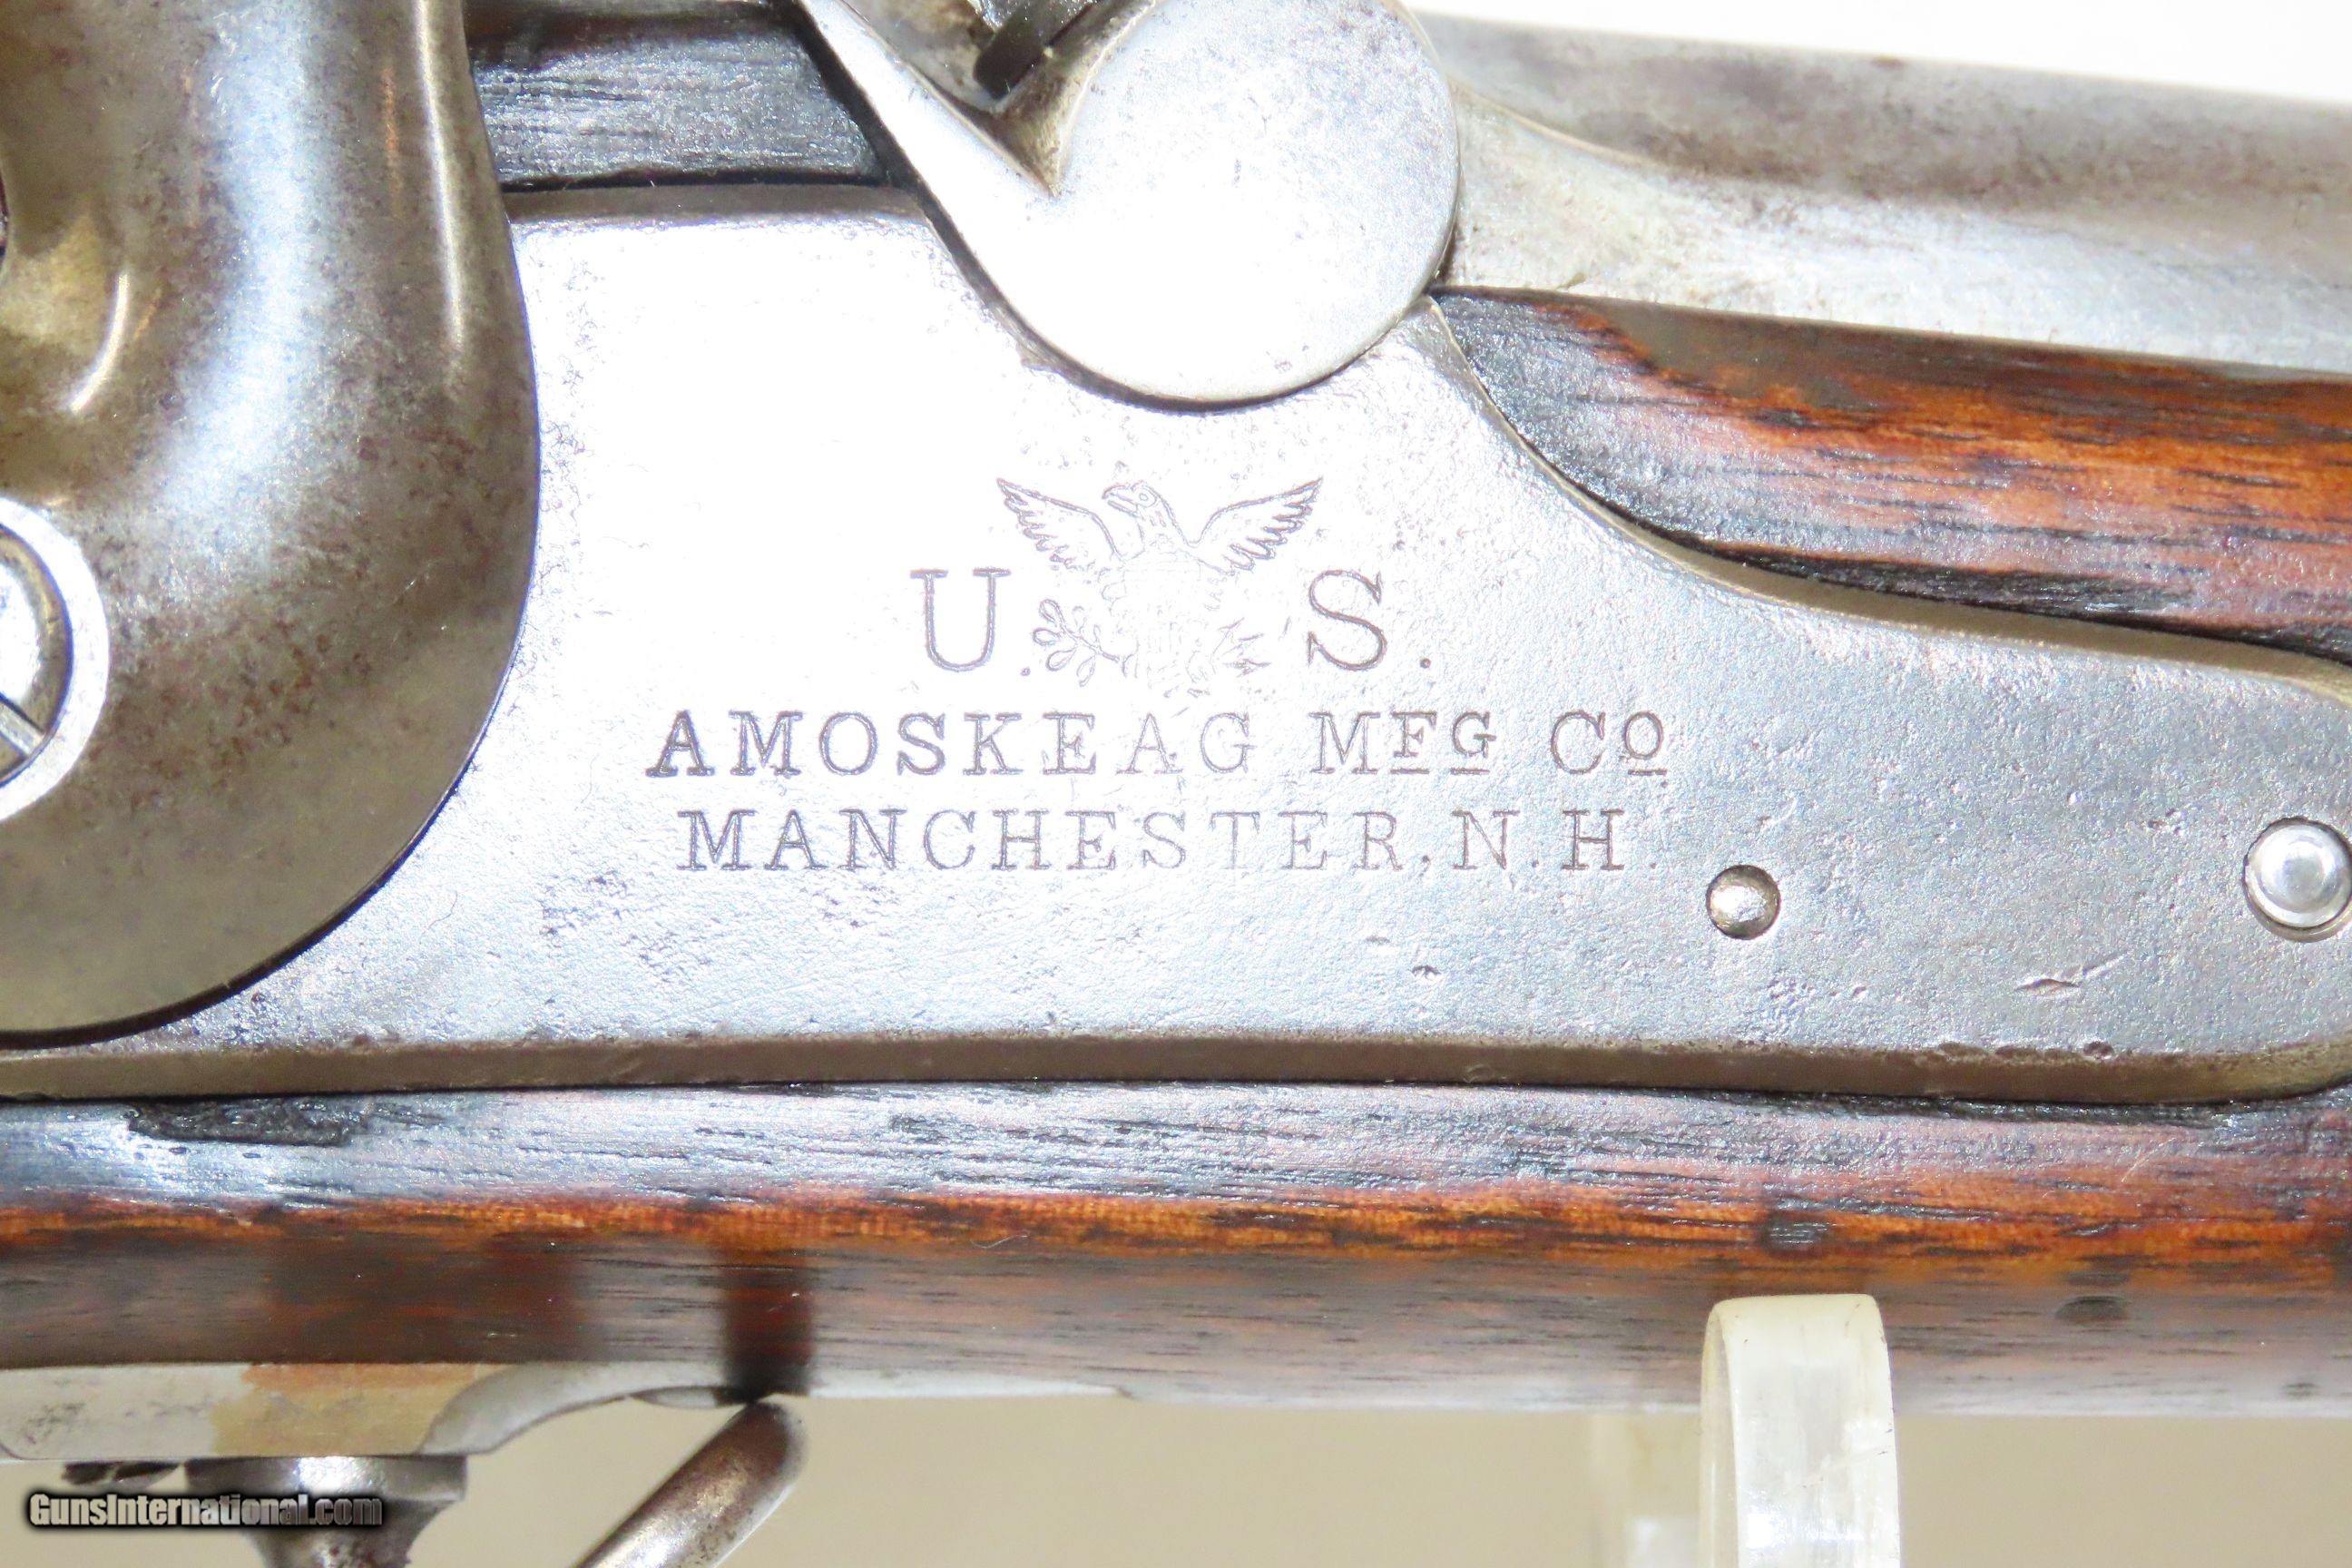 U. S.
AMOSKEAG MFG CO
MANCHESTER, N.H.
GunsInternational.com